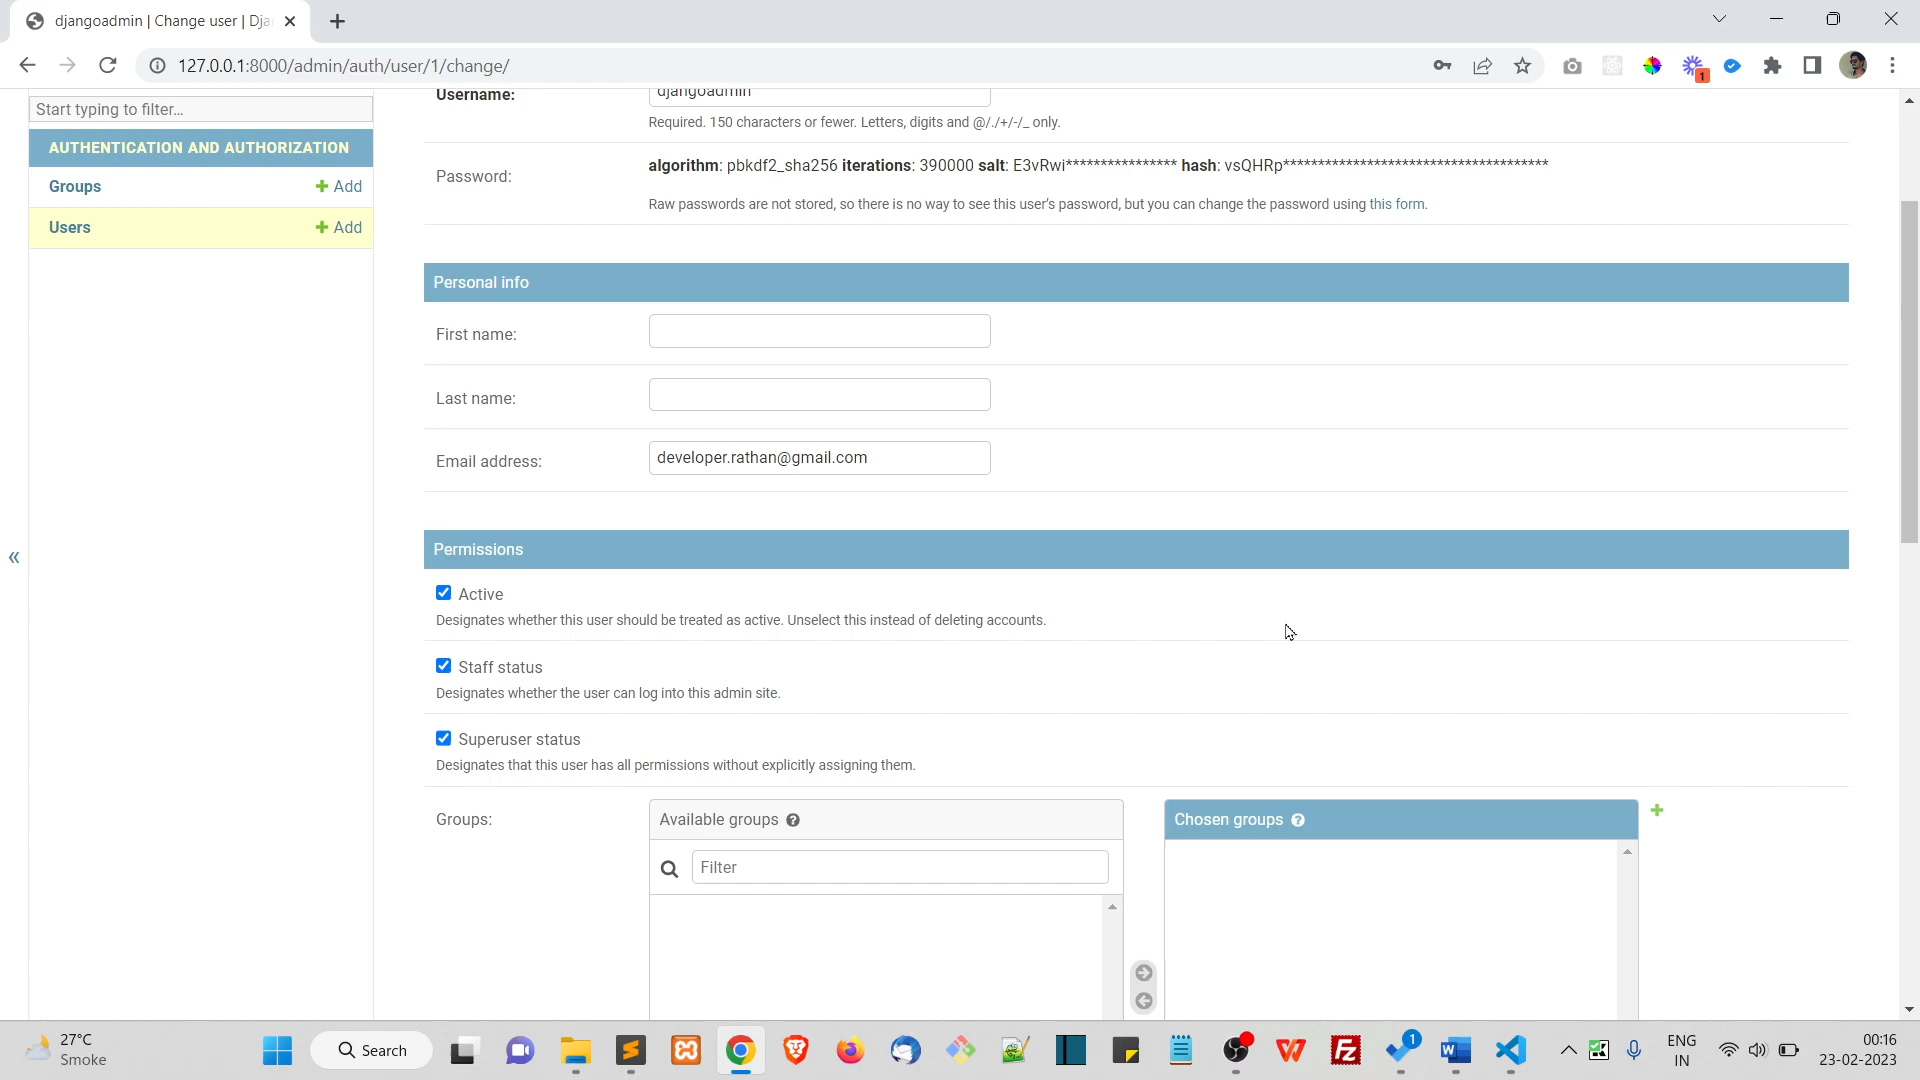 djangoadmin | Change user | Dja
127.0.0.1:8000/admin/auth/user/1/change/
1
Start typing to filter...
AUTHENTICATION AND AUTHORIZATION
Groups + Add
Users + Add
«
Username: djangoadmin
Required. 150 characters or fewer. Letters, digits and @/./+/-/_ only.
Password: algorithm: pbkdf2_sha256 iterations: 390000 salt: E3vRwi**************** hash: vsQHRp**************************************
Raw passwords are not stored, so there is no way to see this user's password, but you can change the password using this form.
Personal info
First name:
Last name:
Email address: developer.rathan@gmail.com
Permissions
Active
Designates whether this user should be treated as active. Unselect this instead of deleting accounts.
Staff status
Designates whether the user can log into this admin site.
Superuser status
Designates that this user has all permissions without explicitly assigning them.
Groups: Available groups ? Chosen groups ?
Filter
27°C
Smoke
Search
1
ENG
IN
00:16
23-02-2023